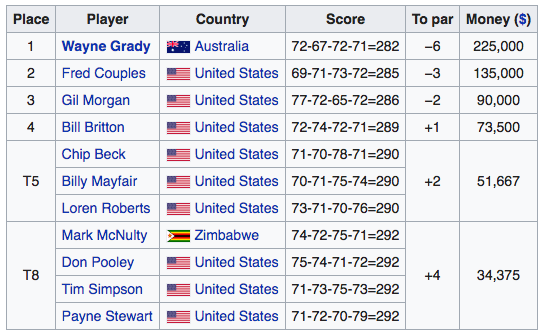 Place Player Country Score To par Money ($)
1 Wayne Grady Australia 72-67-72-71=282 −6 225,000
2 Fred Couples United States 69-71-73-72=285 −3 135,000
3 Gil Morgan United States 77-72-65-72=286 −2 90,000
4 Bill Britton United States 72-74-72-71=289 +1 73,500
T5 Chip Beck United States 71-70-78-71=290 +2 51,667
Billy Mayfair United States 70-71-75-74=290
Loren Roberts United States 73-71-70-76=290
T8 Mark McNulty Zimbabwe 74-72-75-71=292 +4 34,375
Don Pooley United States 75-74-71-72=292
Tim Simpson United States 71-73-75-73=292
Payne Stewart United States 71-72-70-79=292